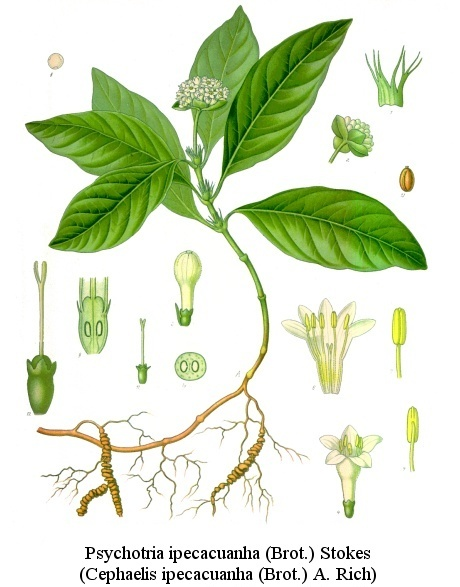 Psychotria ipecacuanha (Brot.) Stokes
(Cephaelis ipecacuanha (Brot.) A. Rich)